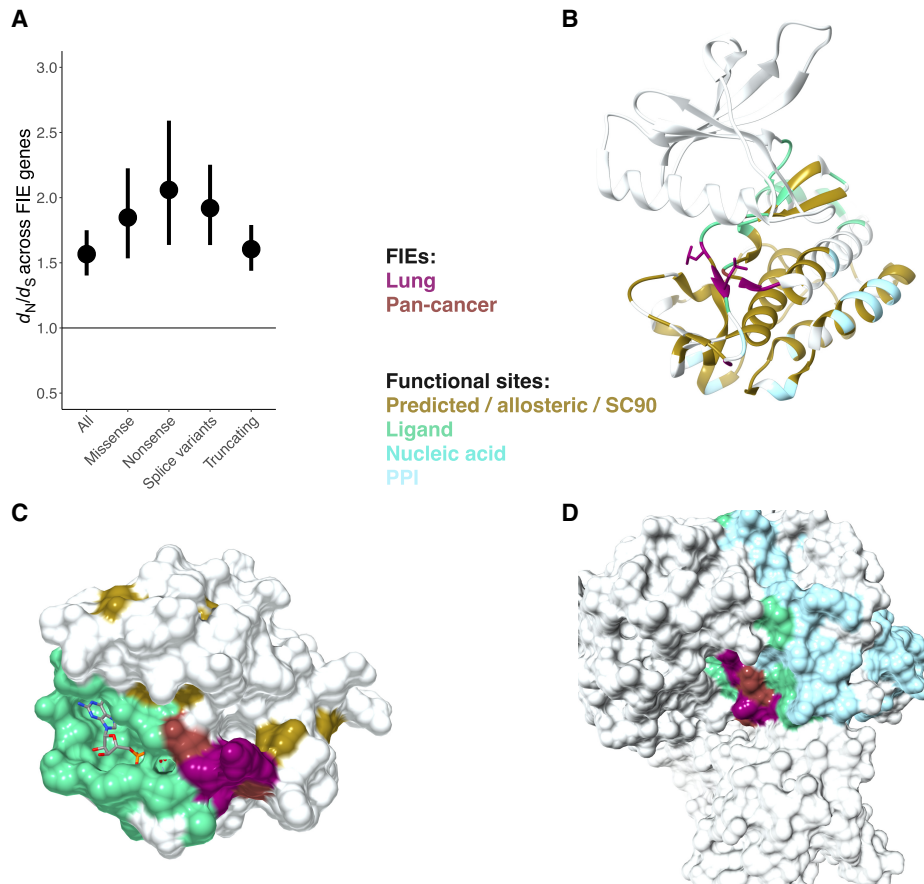 A
B
3.0
2.5
2.0
1.5
1.0
0.5
dN/dS across FIE genes
All
Missense
Nonsense
Splice variants
Truncating
FIEs:
Lung
Pan-cancer
Functional sites:
Predicted / allosteric / SC90
Ligand
Nucleic acid
PPI
C
D